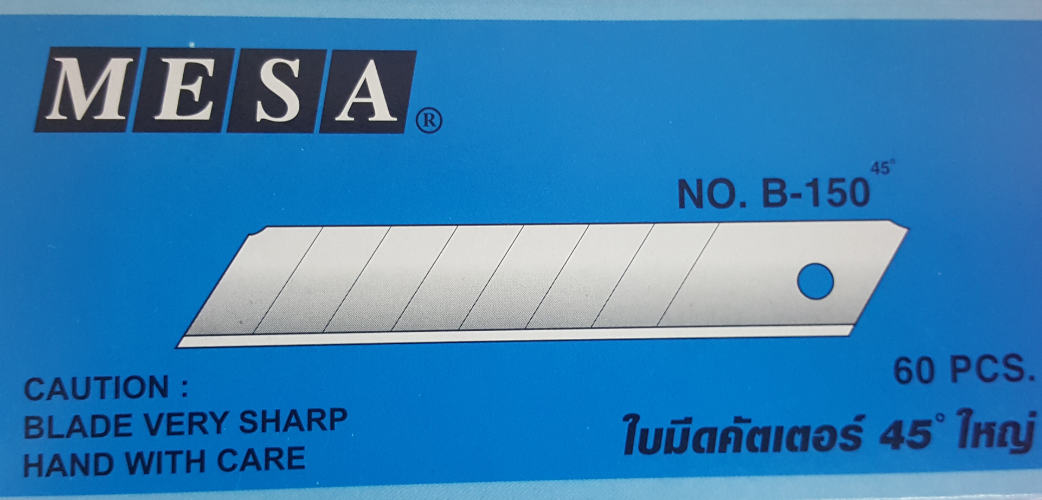 MESA®
NO. B-150 45°
60 PCS.
CAUTION :
BLADE VERY SHARP
HAND WITH CARE
ใบมีดคัตเตอร์ 45° ใหญ่